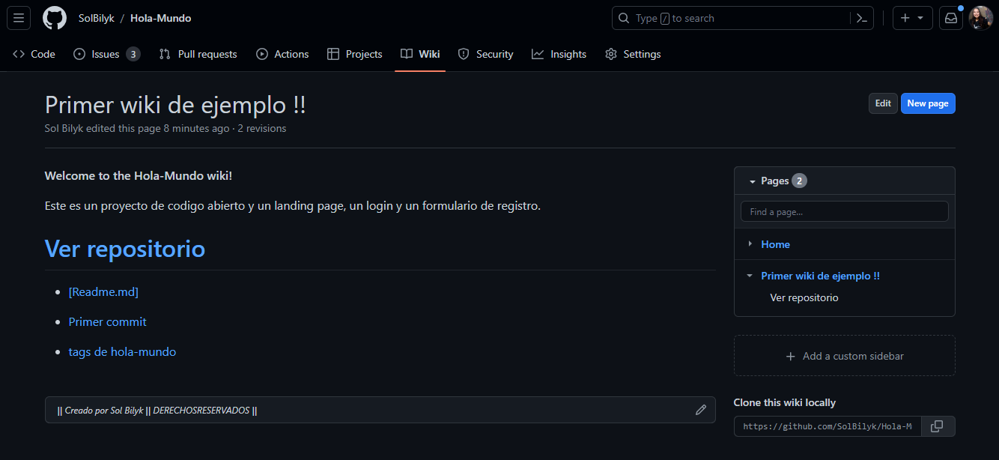 SolBilyk / Hola-Mundo
Type / to search
Code
Issues 3
Pull requests
Actions
Projects
Wiki
Security
Insights
Settings
Primer wiki de ejemplo !!
Edit
New page
Sol Bilyk edited this page 8 minutes ago · 2 revisions
Welcome to the Hola-Mundo wiki!
Este es un proyecto de codigo abierto y un landing page, un login y un formulario de registro.
Ver repositorio
• [Readme.md]
• Primer commit
• tags de hola-mundo
|| Creado por Sol Bilyk || DERECHOSRESERVADOS ||
Pages 2
Find a page...
Home
Primer wiki de ejemplo !!
Ver repositorio
+ Add a custom sidebar
Clone this wiki locally
https://github.com/SolBilyk/Hola-M